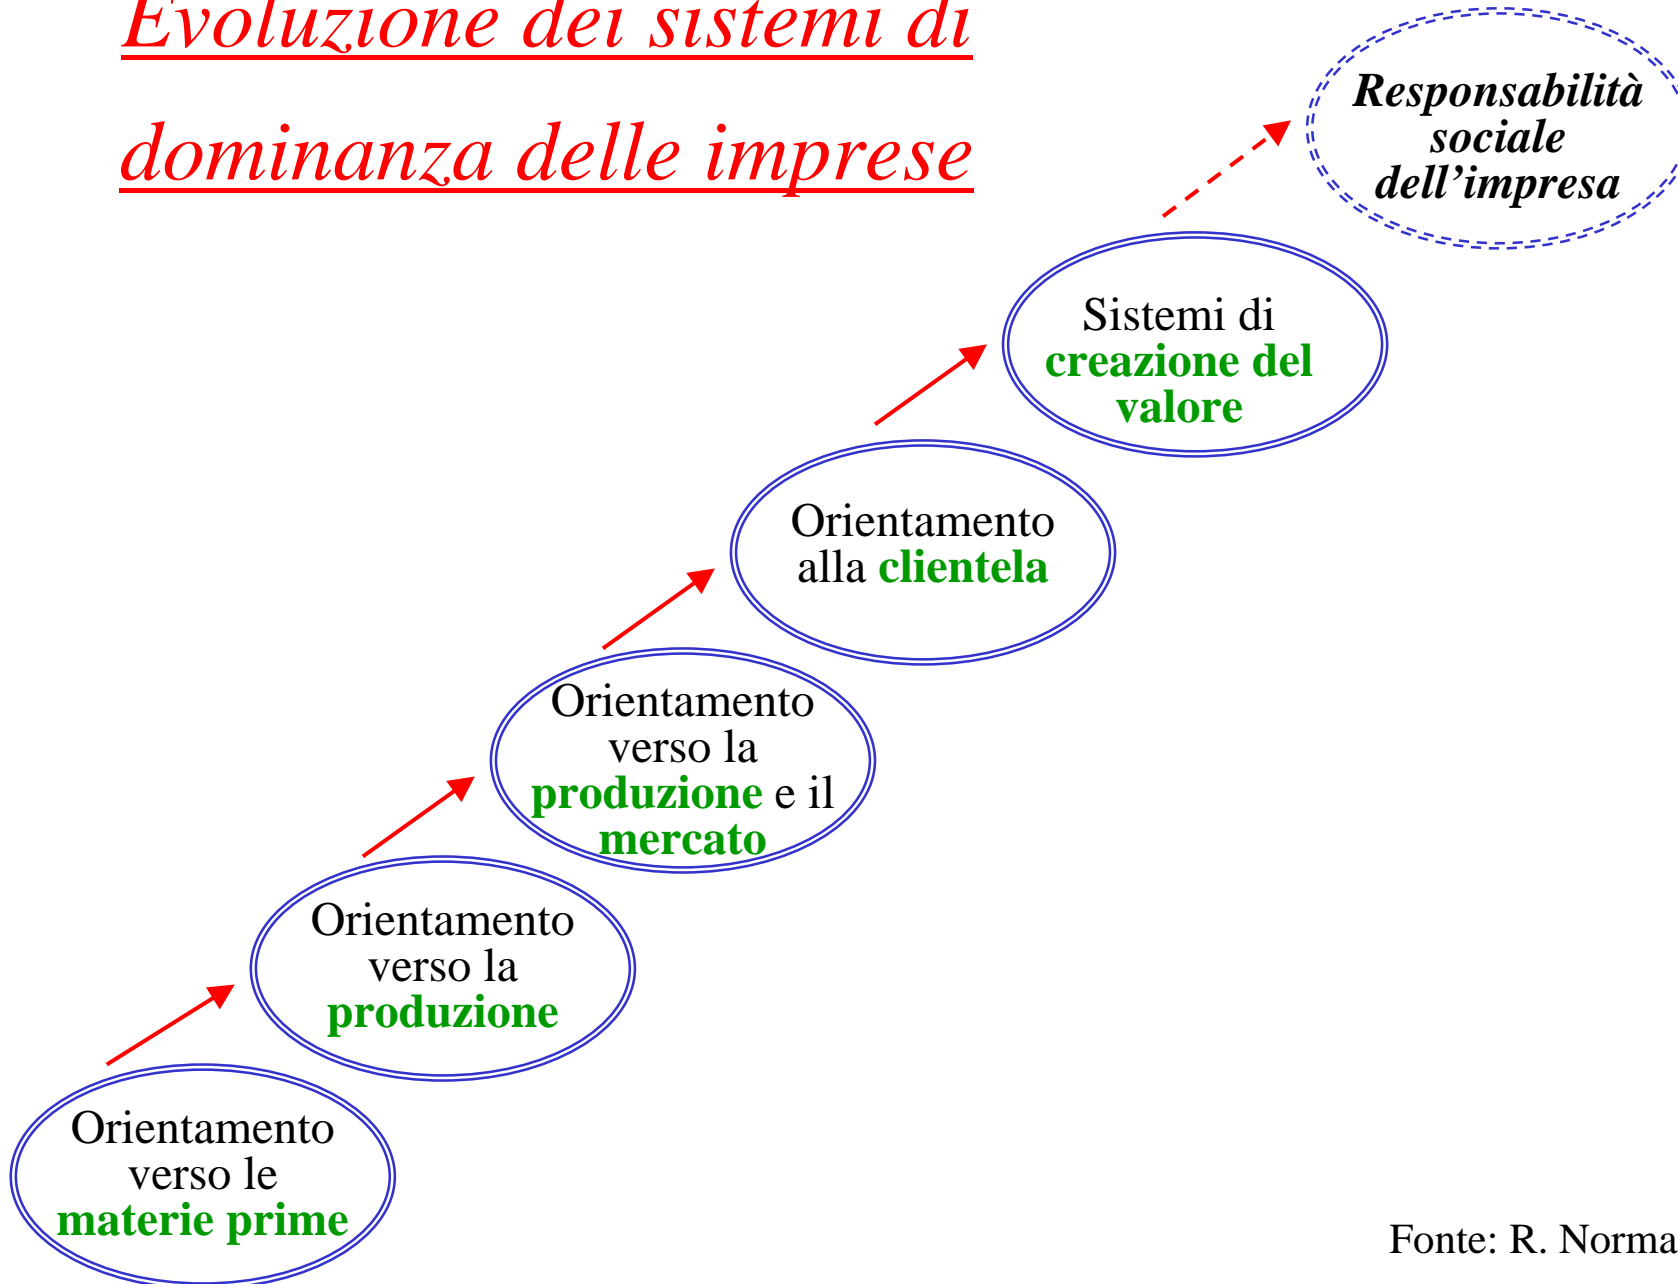 Evoluzione dei sistemi di
dominanza delle imprese
Responsabilità
sociale
dell’impresa
Sistemi di
creazione del
valore
Orientamento
alla clientela
Orientamento
verso la
produzione e il
mercato
Orientamento
verso la
produzione
Orientamento
verso le
materie prime
Fonte: R. Norma